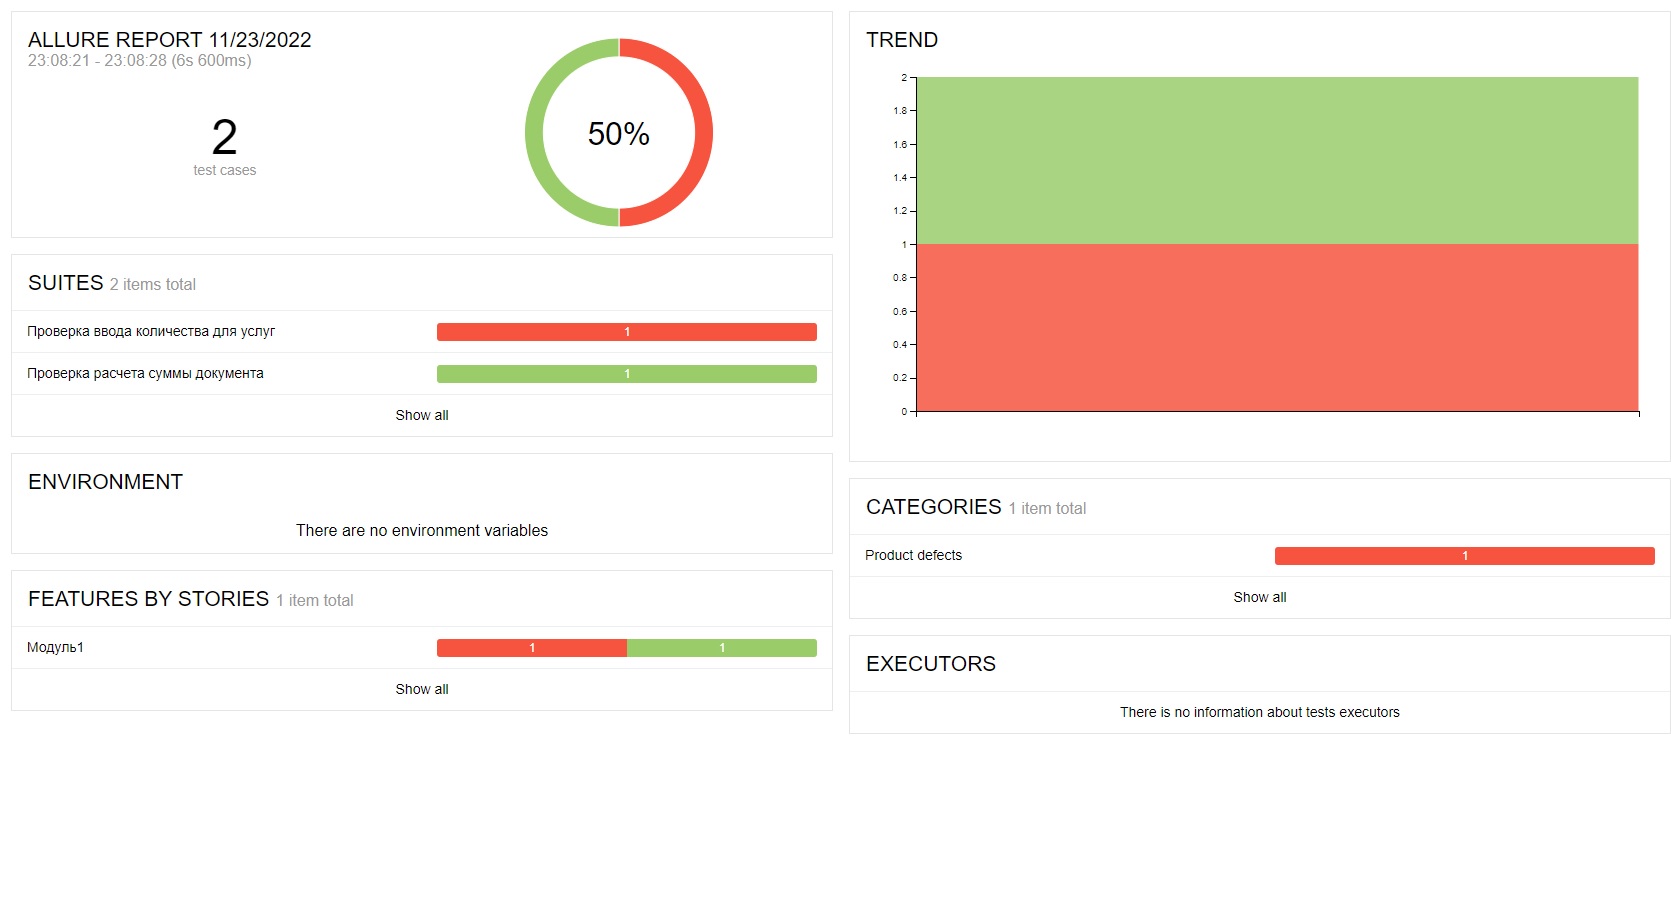 ALLURE REPORT 11/23/2022
23:08:21 - 23:08:28 (6s 600ms)
2
test cases
50%
SUITES 2 items total
Проверка ввода количества для услуг 1
Проверка расчета суммы документа 1
Show all
ENVIRONMENT
There are no environment variables
FEATURES BY STORIES 1 item total
Модуль1 1 1
Show all
TREND
2
1.8
1.6
1.4
1.2
1
0.8
0.6
0.4
0.2
0
CATEGORIES 1 item total
Product defects 1
Show all
EXECUTORS
There is no information about tests executors